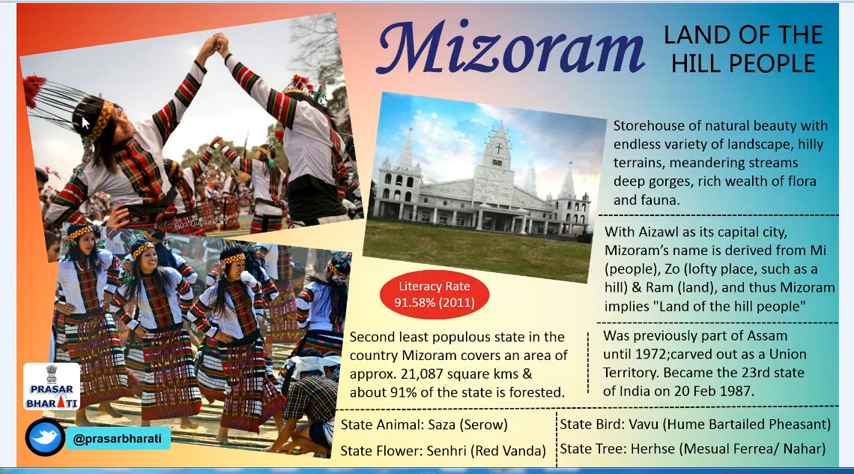 Mizoram
LAND OF THE
HILL PEOPLE
Storehouse of natural beauty with
endless variety of landscape, hilly
terrains, meandering streams
deep gorges, rich wealth of flora
and fauna.
With Aizawl as its capital city,
Mizoram’s name is derived from Mi
(people), Zo (lofty place, such as a
hill) & Ram (land), and thus Mizoram
implies "Land of the hill people"
Literacy Rate
91.58% (2011)
Second least populous state in the
country Mizoram covers an area of
approx. 21,087 square kms &
about 91% of the state is forested.
Was previously part of Assam
until 1972;carved out as a Union
Territory. Became the 23rd state
of India on 20 Feb 1987.
PRASAR
BHARATI
@prasarbharati
State Animal: Saza (Serow)
State Flower: Senhri (Red Vanda)
State Bird: Vavu (Hume Bartailed Pheasant)
State Tree: Herhse (Mesual Ferrea/ Nahar)